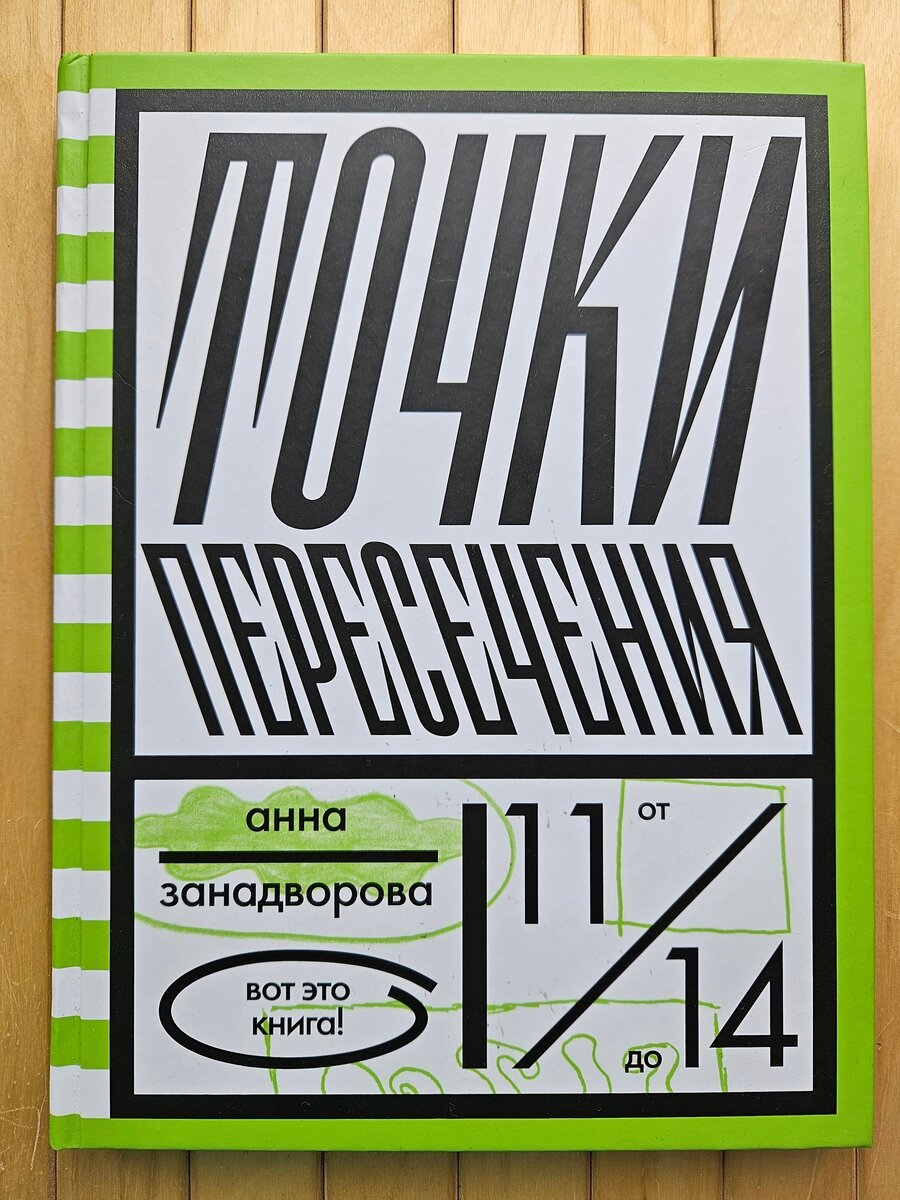 ТОЧКИ
ПЕРЕСЕЧЕНИЯ
анна
занадворова
вот это
книга!
от
11
до
14